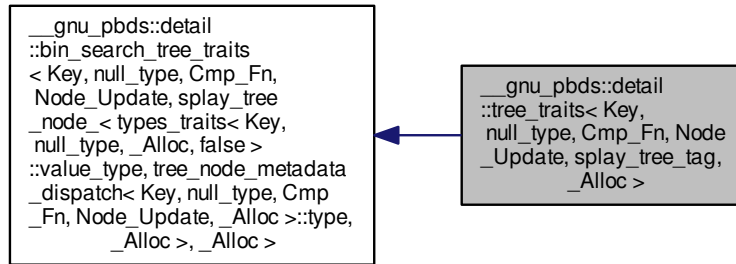 __gnu_pbds::detail
::bin_search_tree_traits
< Key, null_type, Cmp_Fn,
Node_Update, splay_tree
_node_< types_traits< Key,
null_type, _Alloc, false >
::value_type, tree_node_metadata
_dispatch< Key, null_type, Cmp
_Fn, Node_Update, _Alloc >::type,
_Alloc >, _Alloc >
__gnu_pbds::detail
::tree_traits< Key,
null_type, Cmp_Fn, Node
_Update, splay_tree_tag,
_Alloc >